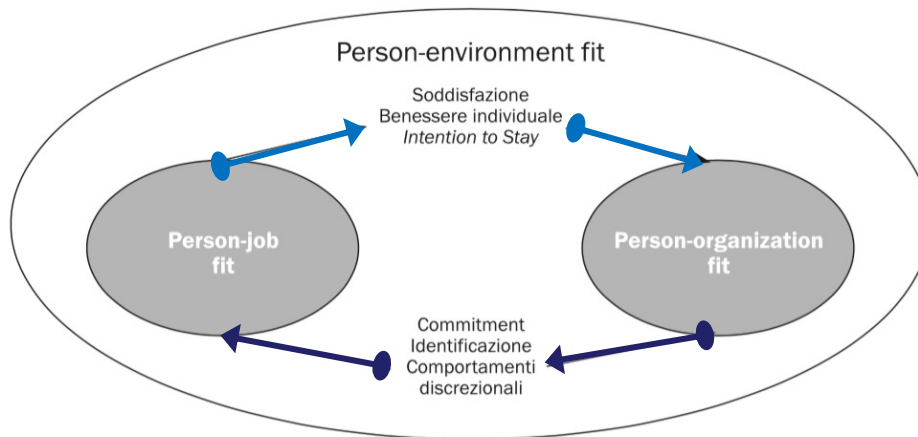 Person-environment fit
Soddisfazione
Benessere individuale
Intention to Stay
Person-job
fit
Person-organization
fit
Commitment
Identificazione
Comportamenti
discrezionali